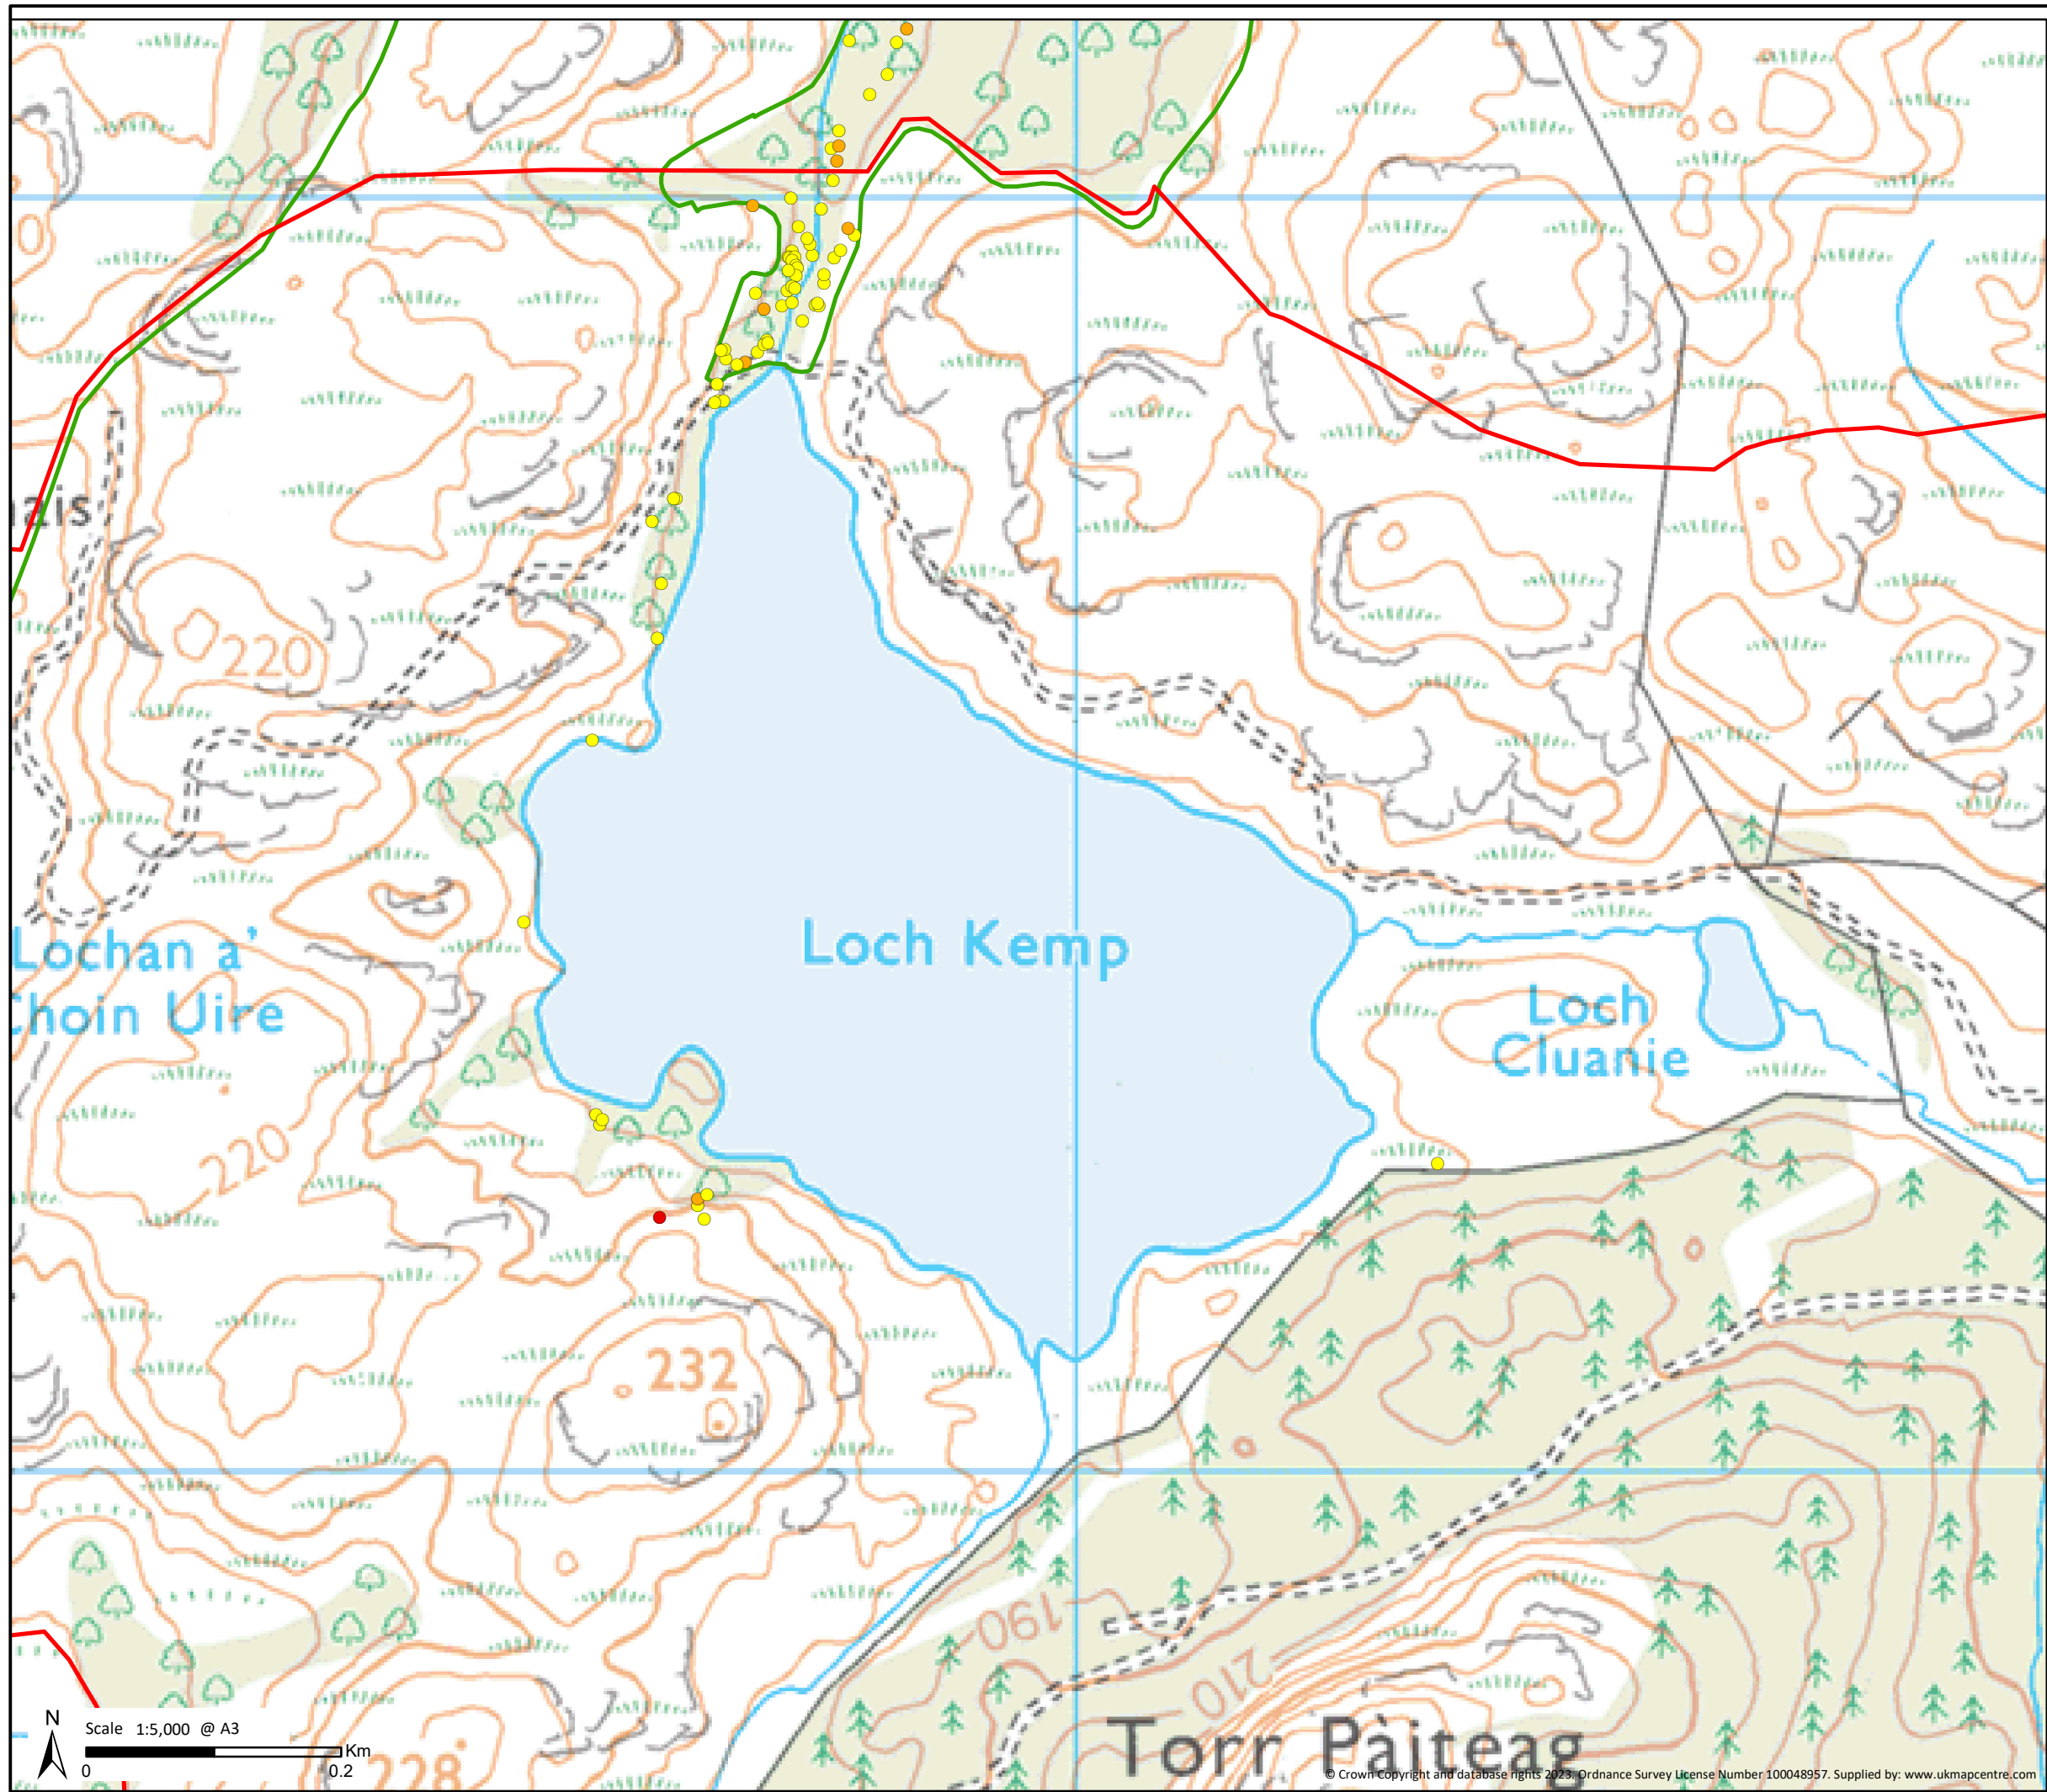 ais
220
Lochan a'
Choin Uire
Loch Kemp
Loch
Cluanie
220
232
190
210
Torr Pàiteag
228
N
Scale 1:5,000 @ A3
Km
0 0.2
© Crown Copyright and database rights 2023. Ordnance Survey License Number 100048957. Supplied by: www.ukmapcentre.com